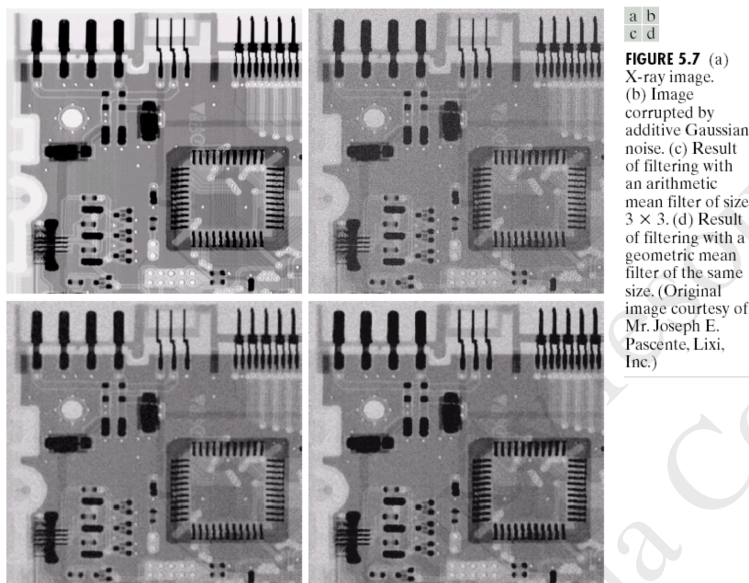 a b
c d
FIGURE 5.7 (a)
X-ray image.
(b) Image
corrupted by
additive Gaussian
noise. (c) Result
of filtering with
an arithmetic
mean filter of size
3 × 3. (d) Result
of filtering with a
geometric mean
filter of the same
size. (Original
image courtesy of
Mr. Joseph E.
Pascente, Lixi,
Inc.)